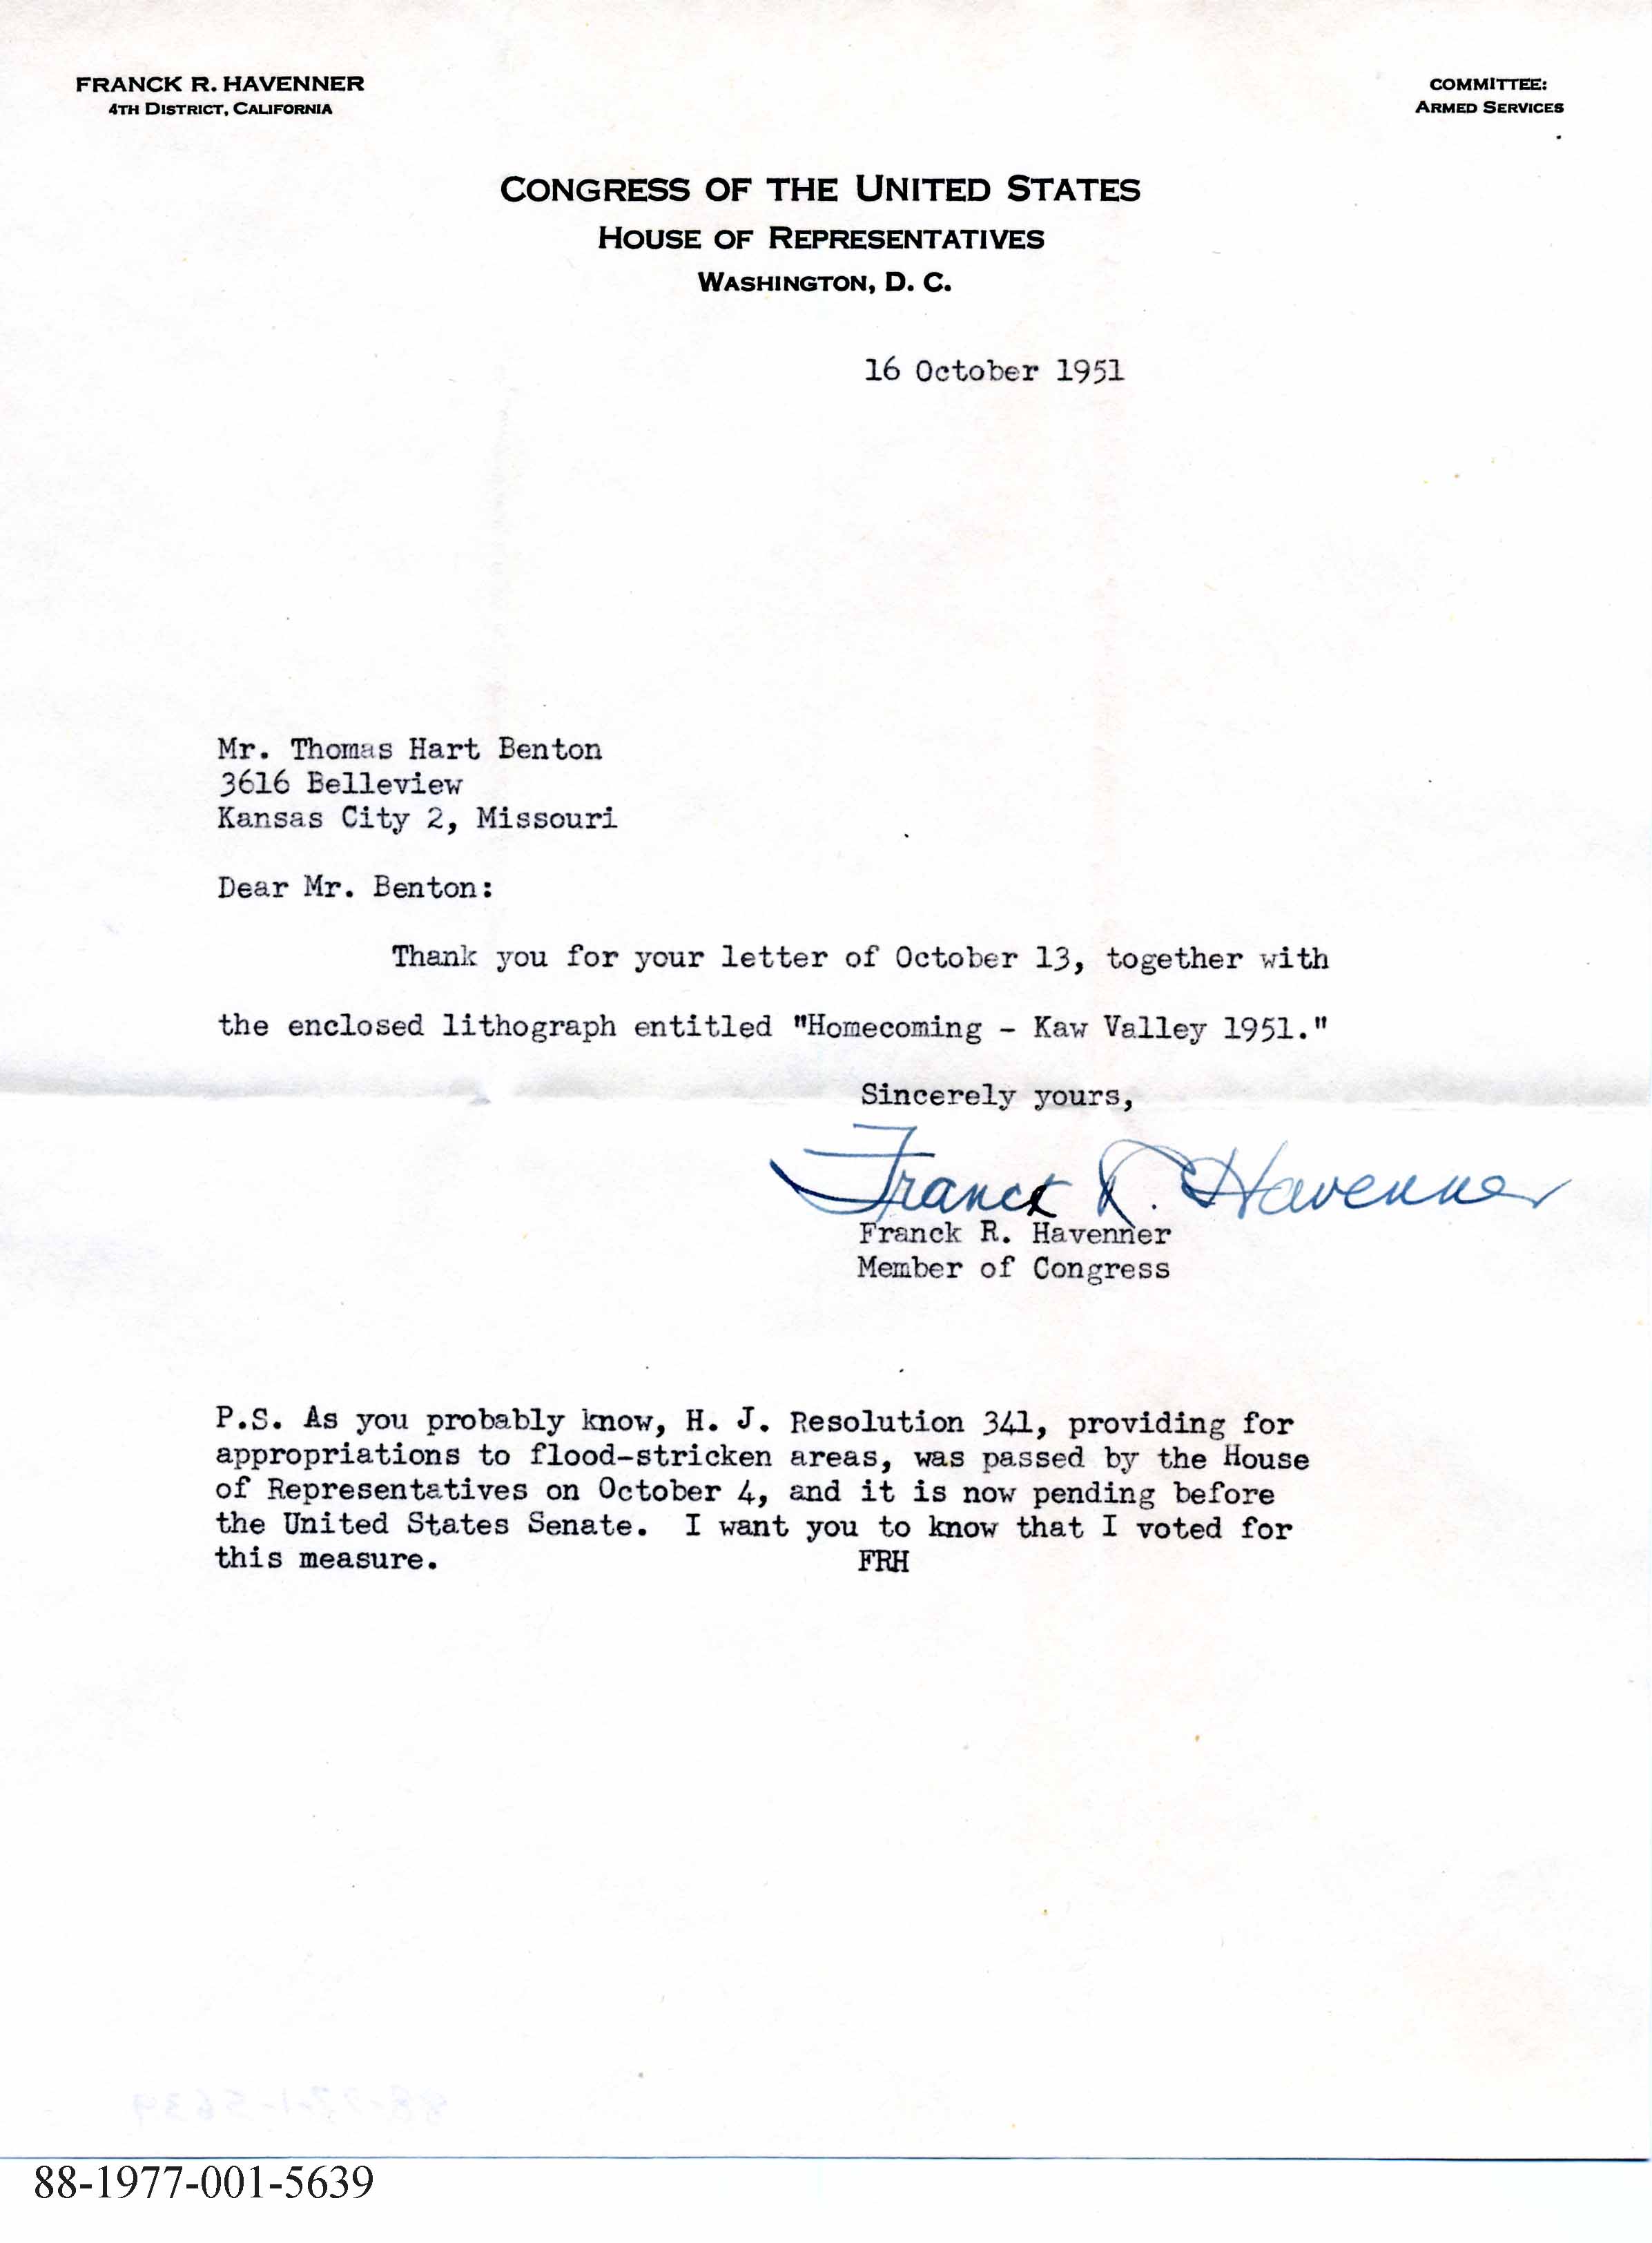 FRANCK R. HAVENNER
4TH DISTRICT, CALIFORNIA
COMMITTEE:
ARMED SERVICES
CONGRESS OF THE UNITED STATES
HOUSE OF REPRESENTATIVES
WASHINGTON, D. C.
16 October 1951
Mr. Thomas Hart Benton
3616 Belleview
Kansas City 2, Missouri
Dear Mr. Benton:
Thank you for your letter of October 13, together with
the enclosed lithograph entitled "Homecoming - Kaw Valley 1951."
Sincerely yours,
Franck R. Havenner
Franck R. Havenner
Member of Congress
P.S. As you probably know, H. J. Resolution 341, providing for
appropriations to flood-stricken areas, was passed by the House
of Representatives on October 4, and it is now pending before
the United States Senate. I want you to know that I voted for
this measure. FRH
88-77-1-5639
88-1977-001-5639